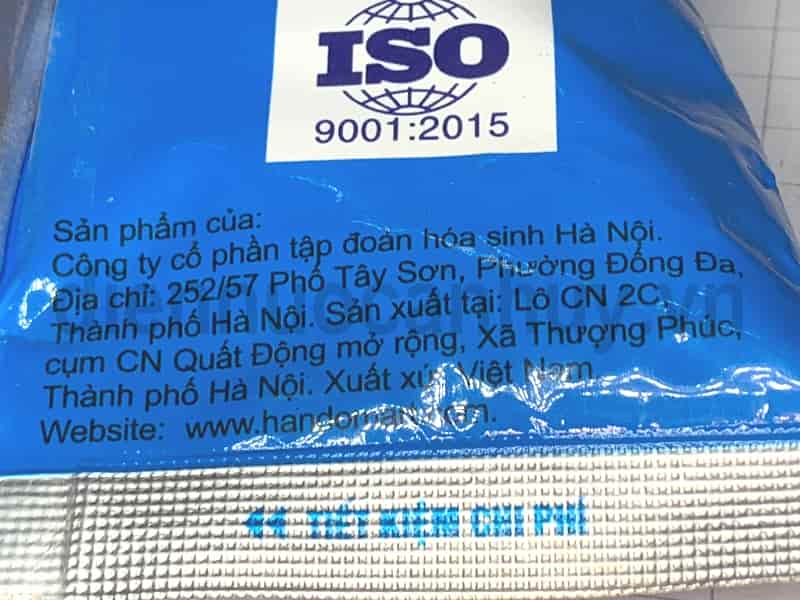 ISO
9001:2015
Sản phẩm của:
Công ty cổ phần tập đoàn hóa sinh Hà Nội.
Địa chỉ: 252/57 Phố Tây Sơn, Phường Đống Đa,
Thành phố Hà Nội. Sản xuất tại: Lô CN 2C,
cụm CN Quất Động mở rộng, Xã Thượng Phúc,
Thành phố Hà Nội. Xuất xứ: Việt Nam.
Website: www.handoman.com.
TIẾT KIỆM CHI PHÍ